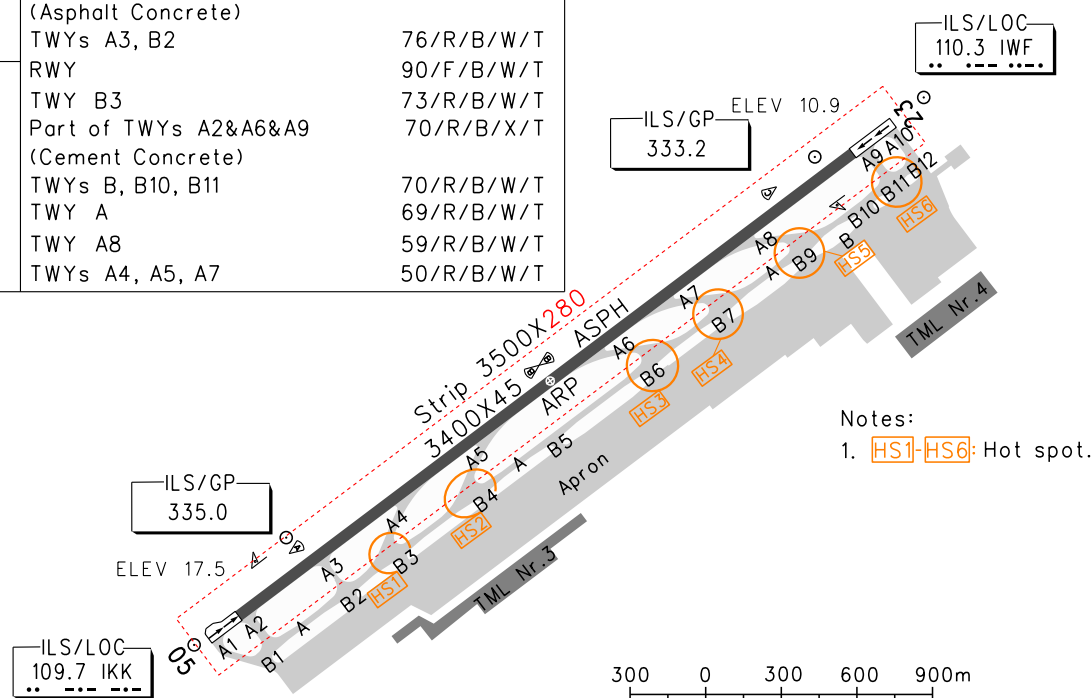 (Asphalt Concrete)
TWYs A3, B2 76/R/B/W/T
RWY 90/F/B/W/T
TWY B3 73/R/B/W/T
Part of TWYs A2&A6&A9 70/R/B/X/T
(Cement Concrete)
TWYs B, B10, B11 70/R/B/W/T
TWY A 69/R/B/W/T
TWY A8 59/R/B/W/T
TWYs A4, A5, A7 50/R/B/W/T
ILS/LOC
110.3 IWF
ILS/GP
333.2
ELEV 10.9
23
A10
A9
B12
B11
HS6
B10
B
A8
B9
HS5
A
TML Nr.4
A7
B7
HS4
Strip 3500X280
3400X45 ASPH
ARP
A6
B6
HS3
Notes:
1. HS1-HS6: Hot spot.
A5
A
B5
Apron
B4
HS2
ILS/GP
335.0
A4
B3
HS1
ELEV 17.5
A3
B2
TML Nr.3
A2
A1
A
B1
05
ILS/LOC
109.7 IKK
300 0 300 600 900m